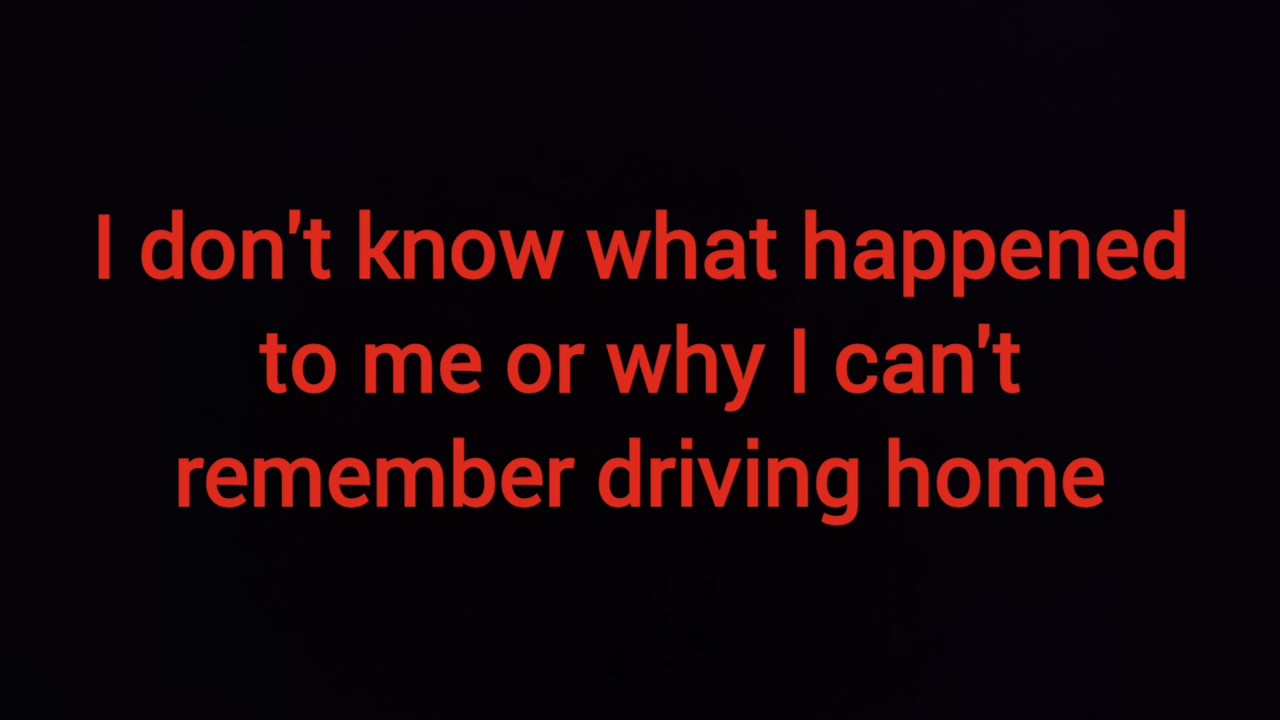 I don't know what happened
to me or why I can't
remember driving home